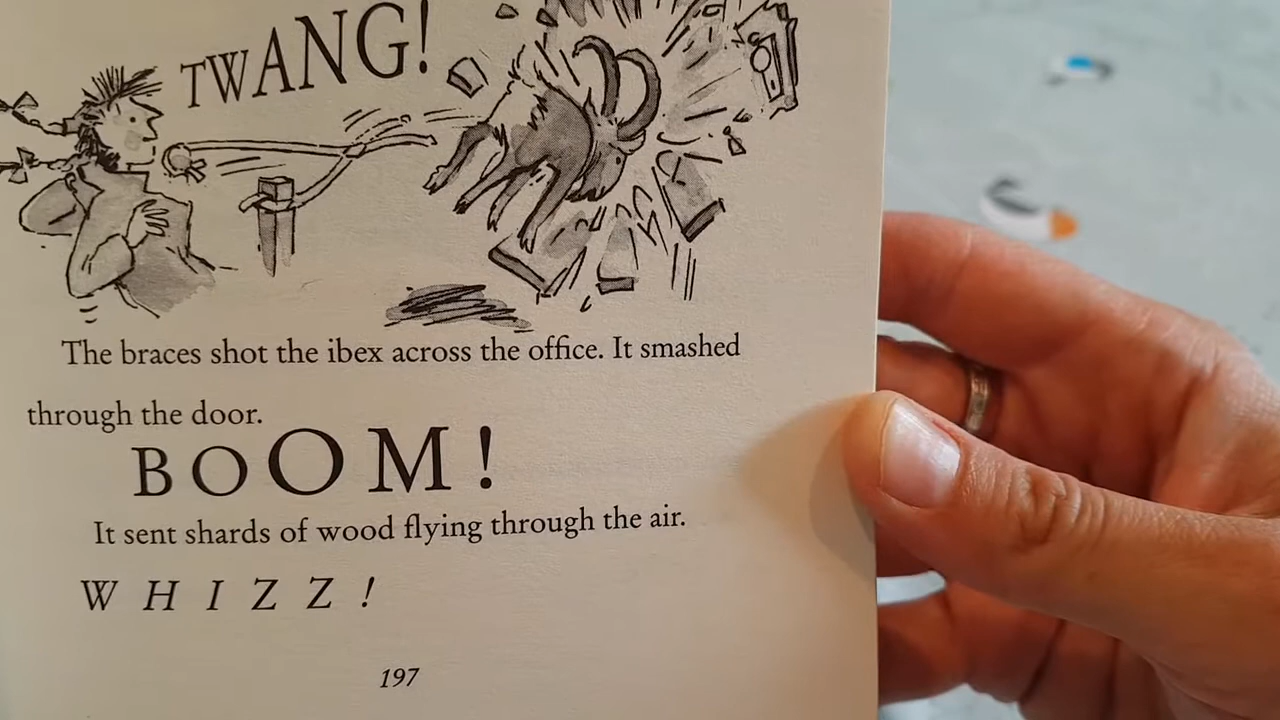 TWANG!
The braces shot the ibex across the office. It smashed
through the door.
BOOM!
It sent shards of wood flying through the air.
WHIZZ!
197